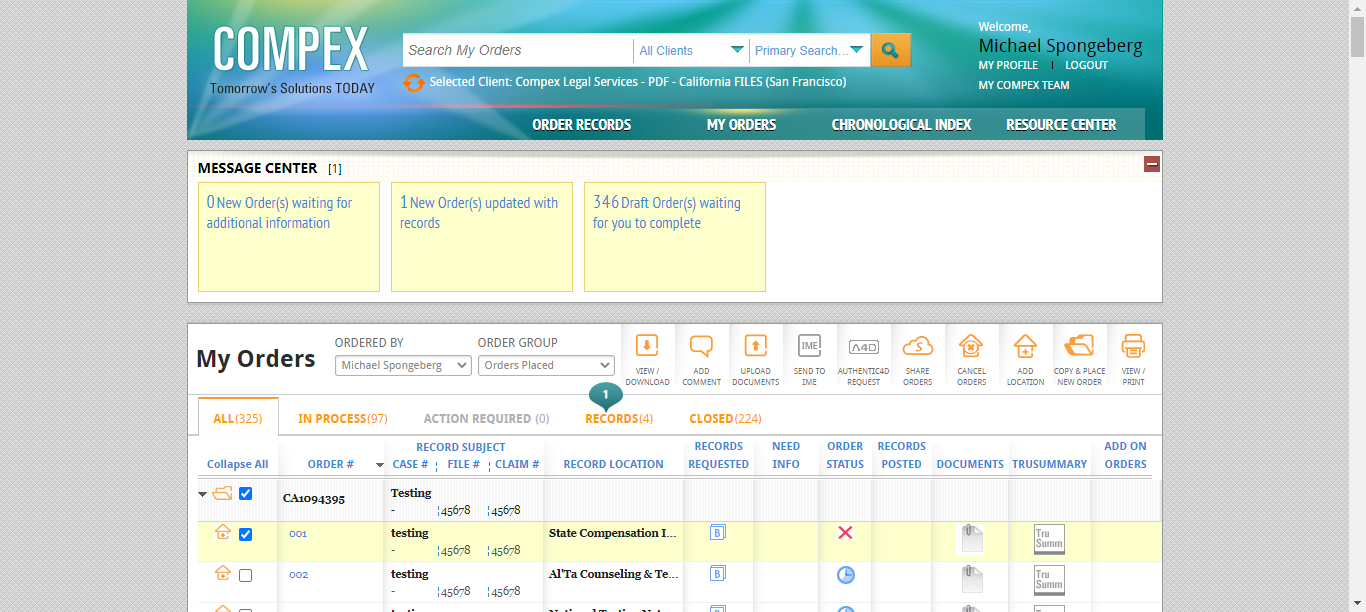 COMPEX
Tomorrow's Solutions TODAY
Search My Orders
All Clients
Primary Search...
Selected Client: Compex Legal Services - PDF - California FILES (San Francisco)
Welcome,
Michael Spongeberg
MY PROFILE | LOGOUT
MY COMPEX TEAM
ORDER RECORDS MY ORDERS CHRONOLOGICAL INDEX RESOURCE CENTER
MESSAGE CENTER [1]
0 New Order(s) waiting for
additional information
1 New Order(s) updated with
records
346 Draft Order(s) waiting
for you to complete
My Orders
ORDERED BY
Michael Spongeberg
ORDER GROUP
Orders Placed
VIEW /
DOWNLOAD
ADD
COMMENT
UPLOAD
DOCUMENTS
IME
SEND TO
IME
A4D
AUTHENTIC4D
REQUEST
S
SHARE
ORDERS
CANCEL
ORDERS
ADD
LOCATION
COPY & PLACE
NEW ORDER
VIEW /
PRINT
1
ALL(325) IN PROCESS(97) ACTION REQUIRED (0) RECORDS(4) CLOSED(224)
Collapse All
ORDER #
RECORD SUBJECT
CASE # ¦ FILE # ¦ CLAIM #
RECORD LOCATION
RECORDS
REQUESTED
NEED
INFO
ORDER
STATUS
RECORDS
POSTED
DOCUMENTS
TRUSUMMARY
ADD ON
ORDERS
CA1094395
Testing
- ¦45678 ¦45678
001
testing
- ¦45678 ¦45678
State Compensation I...
B
Tru
Summ
002
testing
- ¦45678 ¦45678
Al'Ta Counseling & Te...
B
Tru
Summ